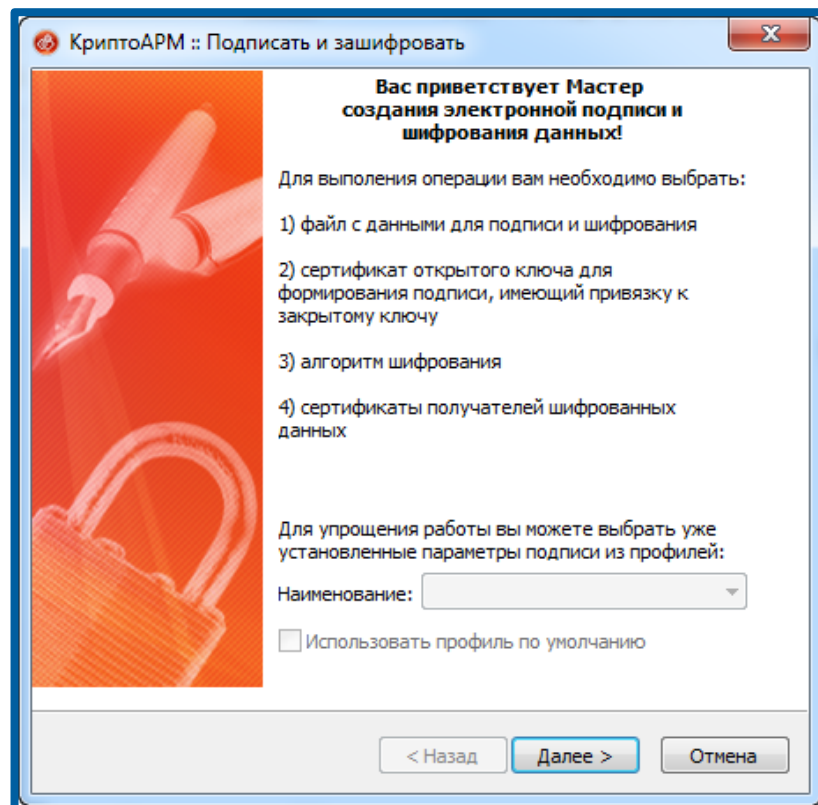 КриптоАРМ :: Подписать и зашифровать
Вас приветствует Мастер
создания электронной подписи и
шифрования данных!
Для выполения операции вам необходимо выбрать:
1) файл с данными для подписи и шифрования
2) сертификат открытого ключа для
формирования подписи, имеющий привязку к
закрытому ключу
3) алгоритм шифрования
4) сертификаты получателей шифрованных
данных
Для упрощения работы вы можете выбрать уже
установленные параметры подписи из профилей:
Наименование:
Использовать профиль по умолчанию
< Назад Далее > Отмена